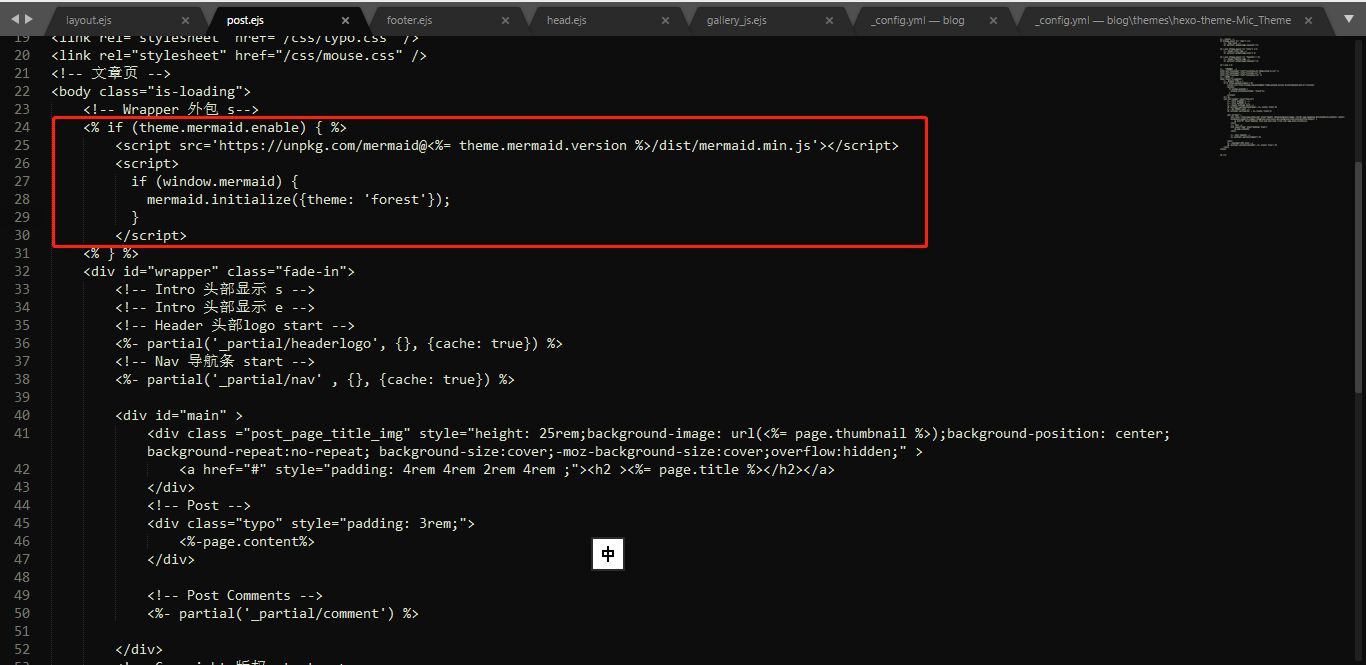 layout.ejs
post.ejs
footer.ejs
head.ejs
gallery_js.ejs
_config.yml — blog
_config.yml — blog\themes\hexo-theme-Mic_Theme
19 <link rel="stylesheet" href="/css/typo.css" />
20 <link rel="stylesheet" href="/css/mouse.css" />
21 <!-- 文章页 -->
22 <body class="is-loading">
23 <!-- Wrapper 外包 s-->
24 <% if (theme.mermaid.enable) { %>
25 <script src='https://unpkg.com/mermaid@<%= theme.mermaid.version %>/dist/mermaid.min.js'></script>
26 <script>
27 if (window.mermaid) {
28 mermaid.initialize({theme: 'forest'});
29 }
30 </script>
31 <% } %>
32 <div id="wrapper" class="fade-in">
33 <!-- Intro 头部显示 s -->
34 <!-- Intro 头部显示 e -->
35 <!-- Header 头部logo start -->
36 <%- partial('_partial/headerlogo', {}, {cache: true}) %>
37 <!-- Nav 导航条 start -->
38 <%- partial('_partial/nav' , {}, {cache: true}) %>
39
40 <div id="main" >
41 <div class ="post_page_title_img" style="height: 25rem;background-image: url(<%= page.thumbnail %>);background-position: center;
background-repeat:no-repeat; background-size:cover;-moz-background-size:cover;overflow:hidden;" >
42 <a href="#" style="padding: 4rem 4rem 2rem 4rem ;"><h2 ><%= page.title %></h2></a>
43 </div>
44 <!-- Post -->
45 <div class="typo" style="padding: 3rem;">
46 <%-page.content%>
47 </div>
中
48
49 <!-- Post Comments -->
50 <%- partial('_partial/comment') %>
51
52 </div>
53